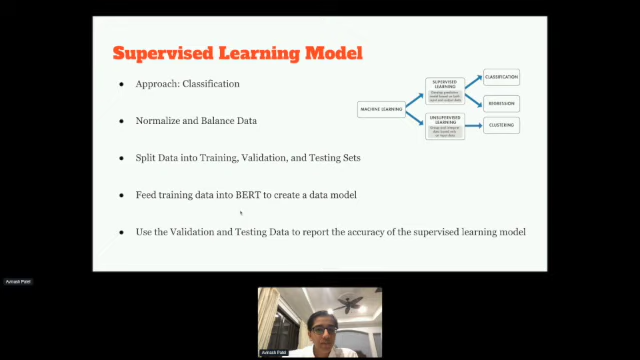 Supervised Learning Model
● Approach: Classification
● Normalize and Balance Data
● Split Data into Training, Validation, and Testing Sets
● Feed training data into BERT to create a data model
● Use the Validation and Testing Data to report the accuracy of the supervised learning model
MACHINE LEARNING
SUPERVISED
LEARNING
UNSUPERVISED
LEARNING
CLASSIFICATION
REGRESSION
CLUSTERING